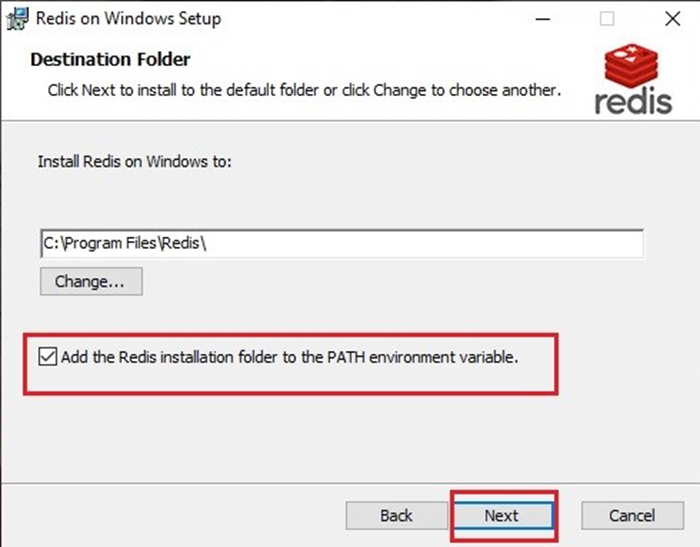 Redis on Windows Setup
Destination Folder
Click Next to install to the default folder or click Change to choose another.
redis
Install Redis on Windows to:
C:\Program Files\Redis\
Change...
Add the Redis installation folder to the PATH environment variable.
Back Next Cancel